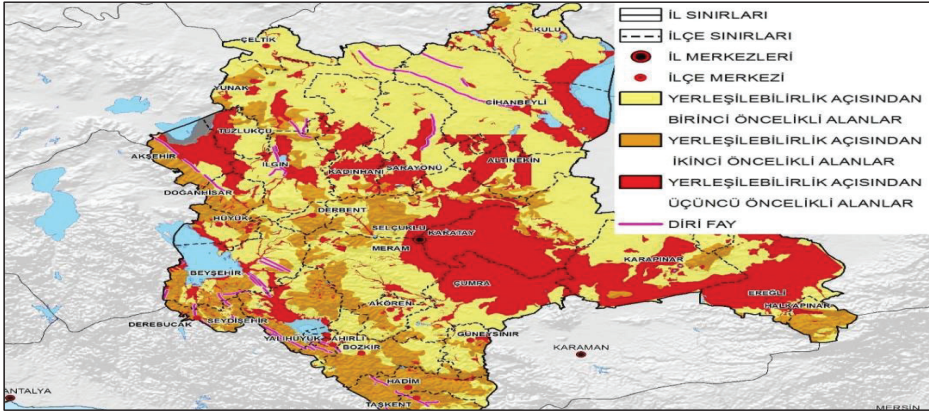 İL SINIRLARI
İLÇE SINIRLARI
İL MERKEZLERİ
İLÇE MERKEZİ
YERLEŞİLEBİLİRLİK AÇISINDAN
BİRİNCİ ÖNCELİKLİ ALANLAR
YERLEŞİLEBİLİRLİK AÇISINDAN
İKİNCİ ÖNCELİKLİ ALANLAR
YERLEŞİLEBİLİRLİK AÇISINDAN
ÜÇÜNCÜ ÖNCELİKLİ ALANLAR
DİRİ FAY
KULU
ÇELTİK
YUNAK
CİHANBEYLİ
TUZLUKÇU
AKŞEHİR
ILGIN
KADINHANI
SARAYÖNÜ
ALTINEKİN
DOĞANHİSAR
HÜYÜK
DERBENT
SELÇUKLU
KARATAY
MERAM
KARAPINAR
BEYŞEHİR
ÇUMRA
EREĞLİ
HALKAPINAR
AKÖREN
DEREBUCAK
SEYDİŞEHİR
YALIHÜYÜK
AHIRLI
GÜNEYSINIR
BOZKIR
KARAMAN
HADİM
ANTALYA
TAŞKENT
MERSİN